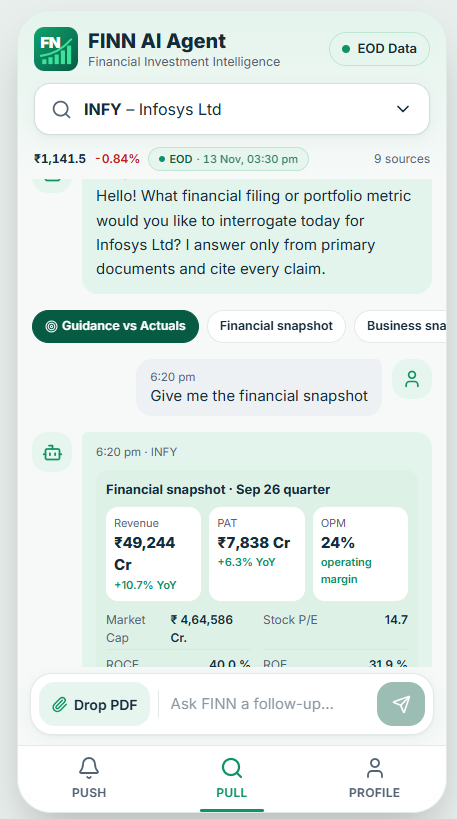 FN
FINN AI Agent
Financial Investment Intelligence
EOD Data
INFY – Infosys Ltd
₹1,141.5 -0.84% EOD · 13 Nov, 03:30 pm 9 sources
Hello! What financial filing or portfolio metric
would you like to interrogate today for
Infosys Ltd? I answer only from primary
documents and cite every claim.
Guidance vs Actuals Financial snapshot Business sna
6:20 pm
Give me the financial snapshot
6:20 pm · INFY
Financial snapshot · Sep 26 quarter
Revenue
₹49,244
Cr
+10.7% YoY
PAT
₹7,838 Cr
+6.3% YoY
OPM
24%
operating
margin
Market
Cap
₹ 4,64,586
Cr.
Stock P/E 14.7
ROCE 40.0 % ROE 31.9 %
Drop PDF Ask FINN a follow-up...
PUSH PULL PROFILE